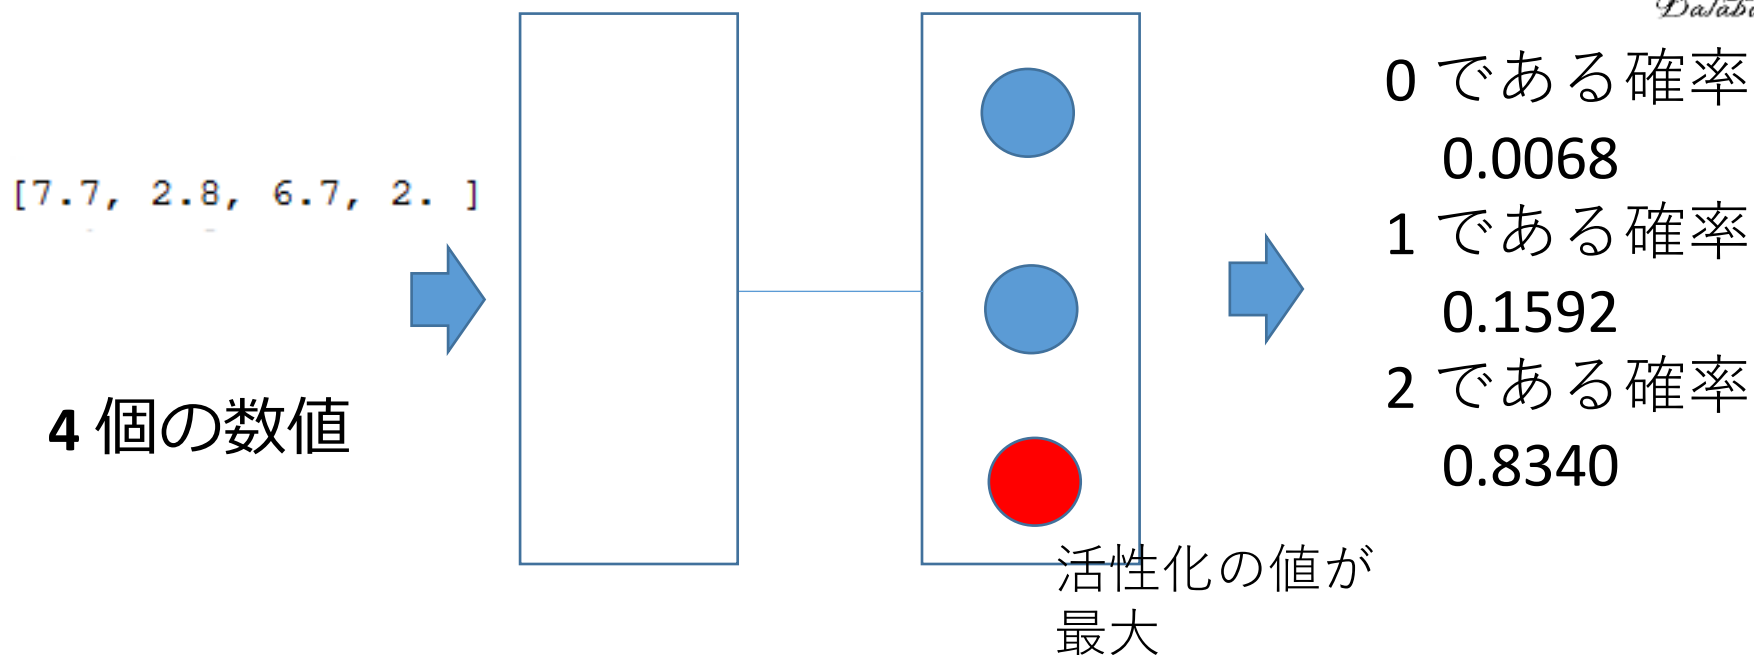 [7.7, 2.8, 6.7, 2. ]
4 個の数値
活性化の値が
最大
0 である確率
0.0068
1 である確率
0.1592
2 である確率
0.8340